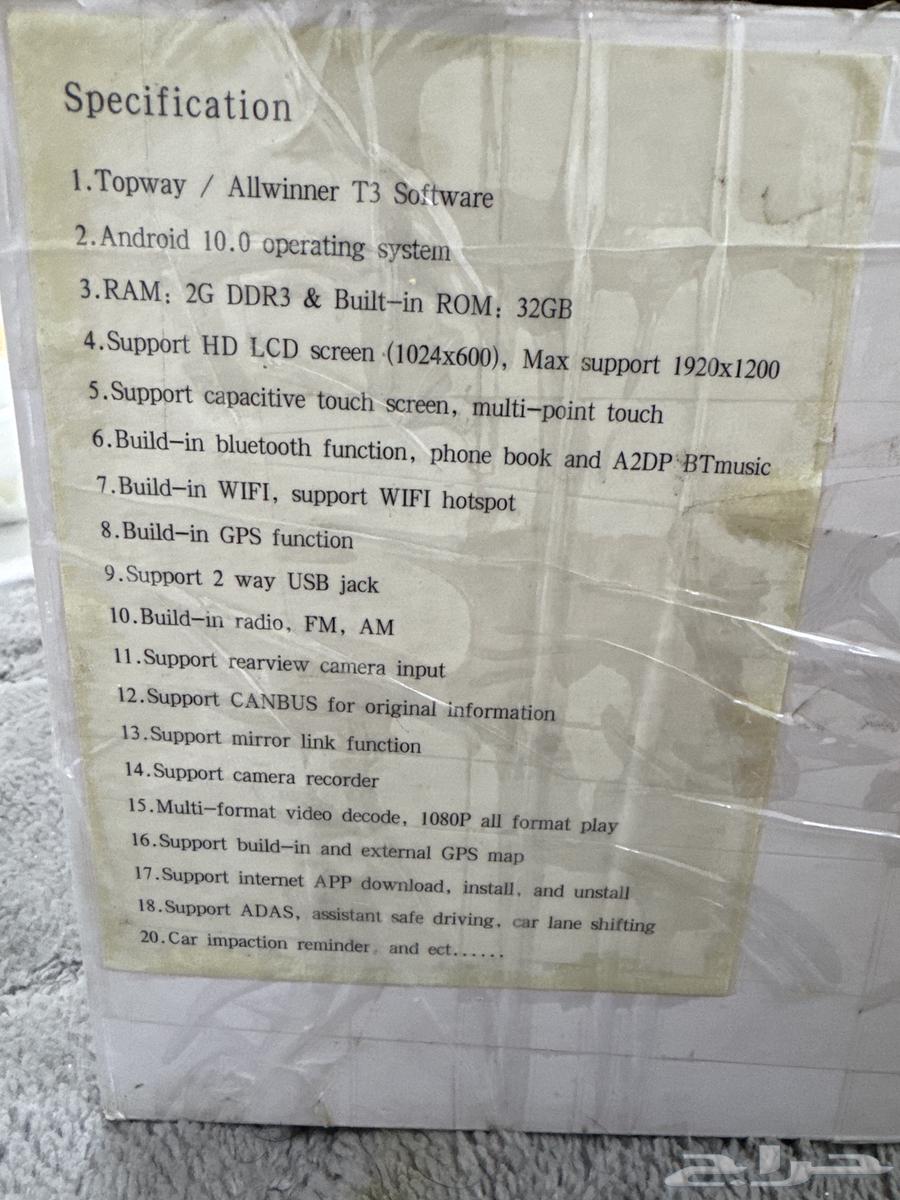 Specification
1.Topway / Allwinner T3 Software
2.Android 10.0 operating system
3.RAM: 2G DDR3 & Built-in ROM: 32GB
4.Support HD LCD screen (1024x600), Max support 1920x1200
5.Support capacitive touch screen, multi-point touch
6.Build-in bluetooth function, phone book and A2DP BTmusic
7.Build-in WIFI, support WIFI hotspot
8.Build-in GPS function
9.Support 2 way USB jack
10.Build-in radio, FM, AM
11.Support rearview camera input
12.Support CANBUS for original information
13.Support mirror link function
14.Support camera recorder
15.Multi-format video decode, 1080P all format play
16.Support build-in and external GPS map
17.Support internet APP download, install, and unstall
18.Support ADAS, assistant safe driving, car lane shifting
20.Car impaction reminder, and ect......
حراج